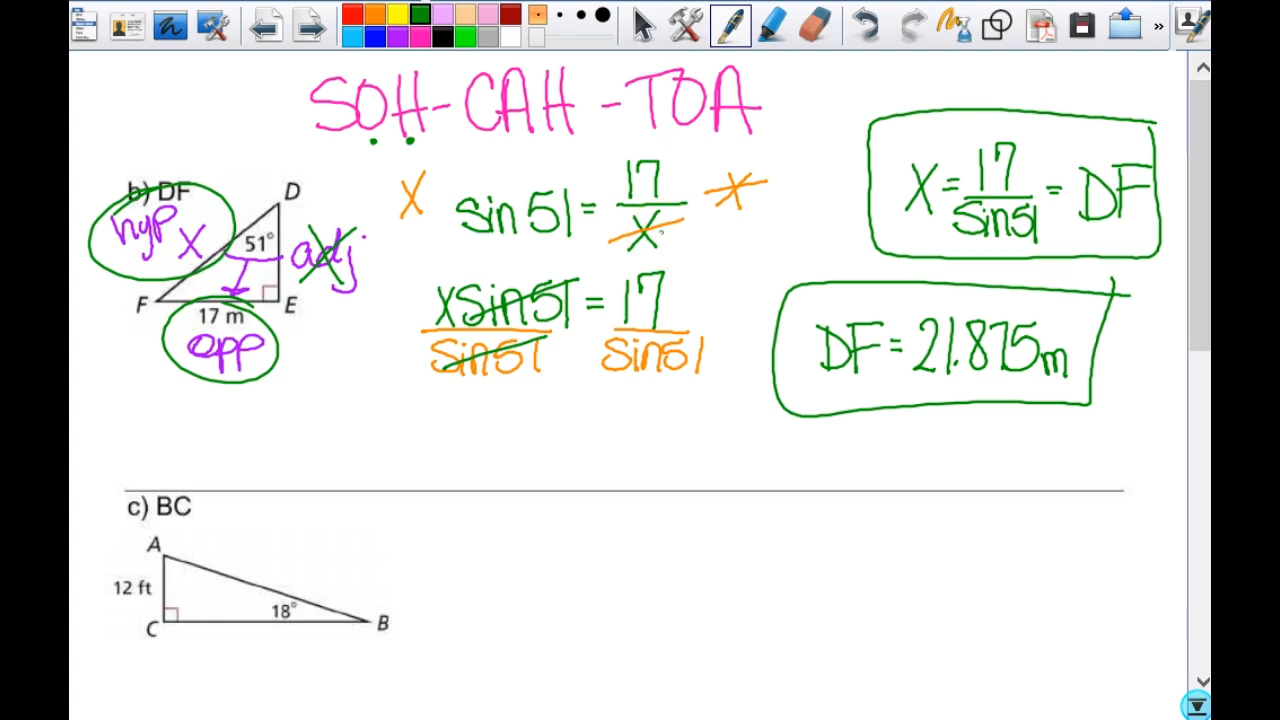 SOH-CAH-TOA
b) DF
hyp
X
D
51°
adj
F
E
17 m
opp
X sin 51 = 17/X X
xsin51 = 17
sin51 sin51
X = 17/sin51 = DF
DF = 21.875m
c) BC
A
12 ft
18°
C
B
»